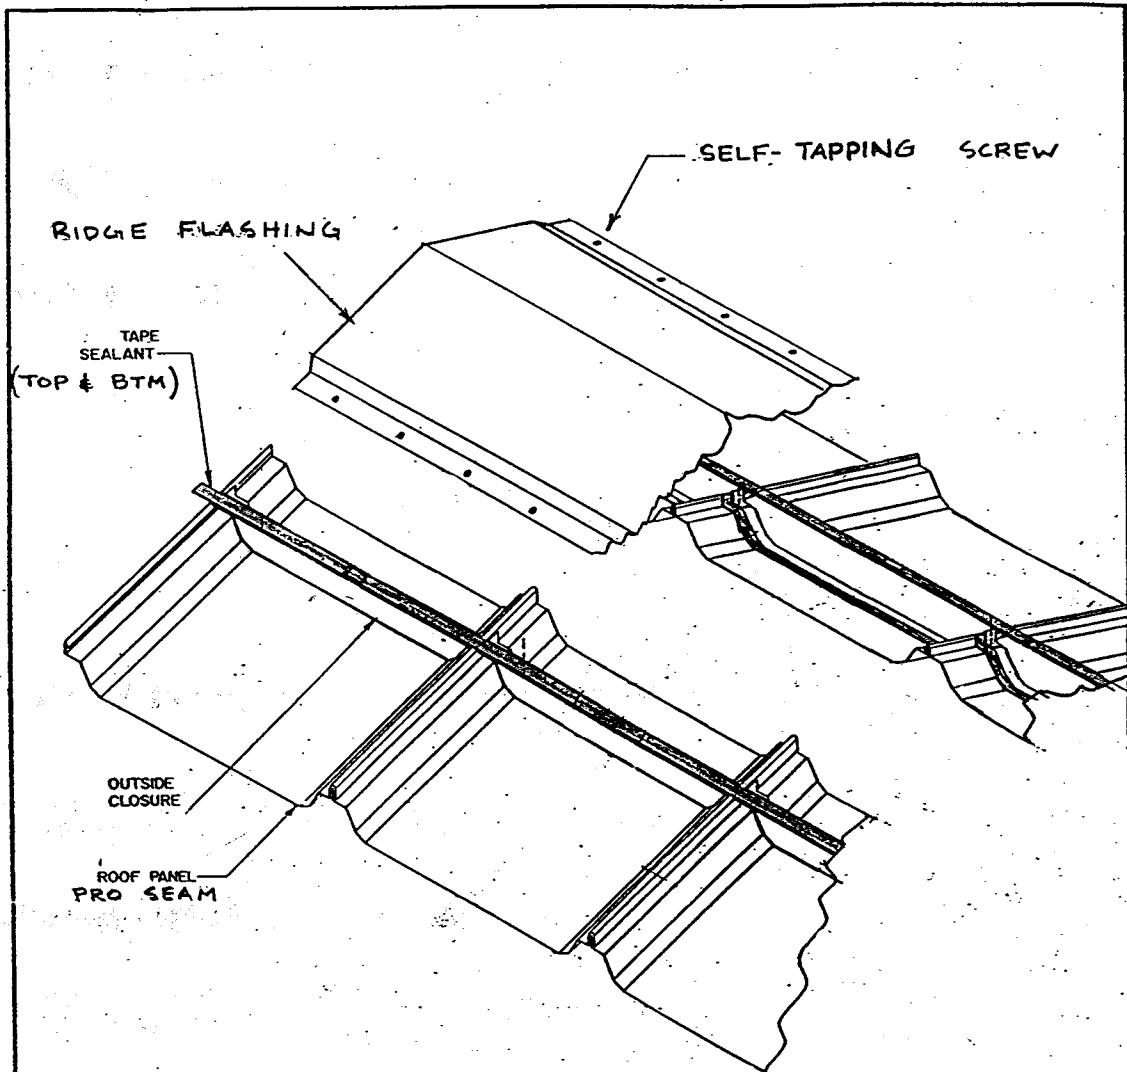 SELF-TAPPING SCREW
RIDGE FLASHING
TAPE
SEALANT
(TOP & BTM)
OUTSIDE
CLOSURE
ROOF PANEL
PRO SEAM